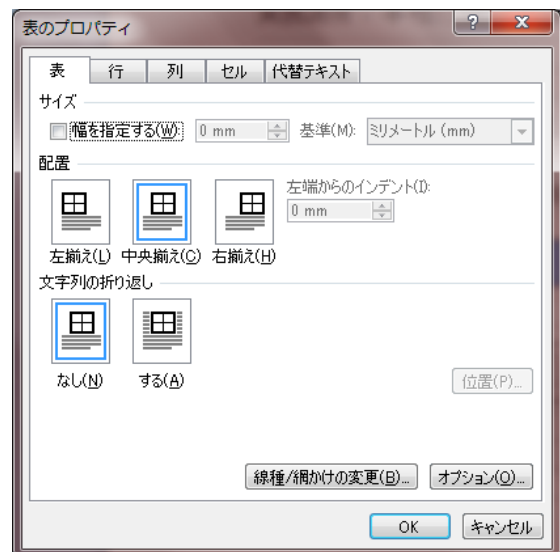 表のプロパティ
表 行 列 セル 代替テキスト
サイズ
幅を指定する(W): 0 mm 基準(M): ミリメートル (mm)
配置
左端からのインデント(I):
0 mm
左揃え(L) 中央揃え(C) 右揃え(H)
文字列の折り返し
なし(N) する(A) 位置(P)...
線種/網かけの変更(B)... オプション(O)...
OK キャンセル